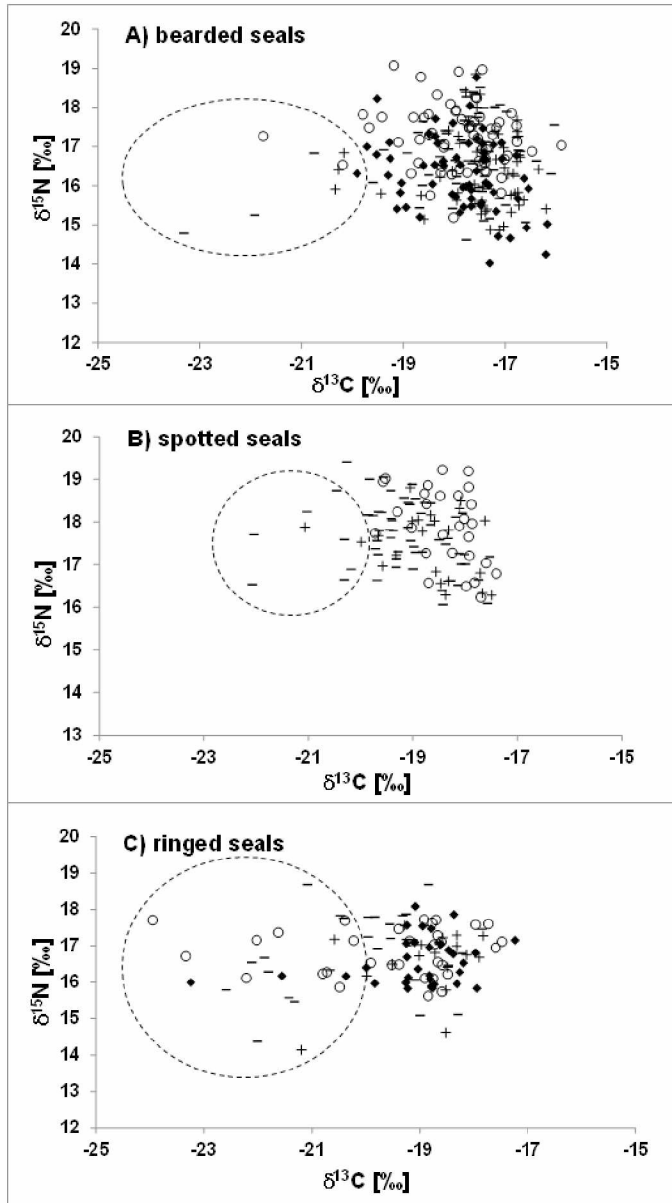 A) bearded seals
20
19
18
17
16
15
14
13
12
δ15N [‰]
-25 -23 -21 -19 -17 -15
δ13C [‰]
B) spotted seals
20
19
18
17
16
15
14
13
δ15N [‰]
-25 -23 -21 -19 -17 -15
δ13C [‰]
C) ringed seals
20
19
18
17
16
15
14
13
12
δ15N [‰]
-25 -23 -21 -19 -17 -15
δ13C [‰]